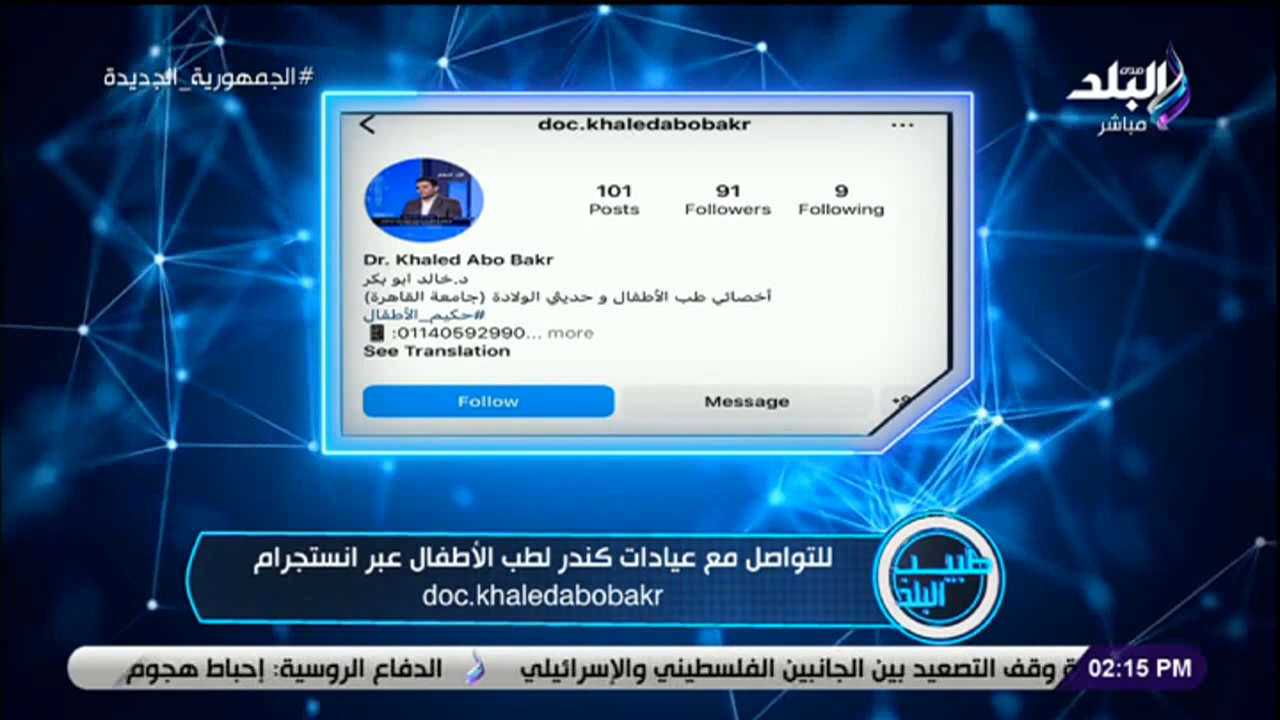 #الجمهورية_الجديدة
صدى
البلد
مباشر
doc.khaledabobakr
101 91 9
Posts Followers Following
Dr. Khaled Abo Bakr
د.خالد ابو بكر
أخصائي طب الأطفال و حديثي الولادة (جامعة القاهرة)
#حكيم_الأطفال
:01140592990... more
See Translation
Follow Message
للتواصل مع عيادات كندر لطب الأطفال عبر انستجرام
doc.khaledabobakr
طبيب
البلد
02:15 PM وقف التصعيد بين الجانبين الفلسطيني والإسرائيلي الدفاع الروسية: إحباط هجوم